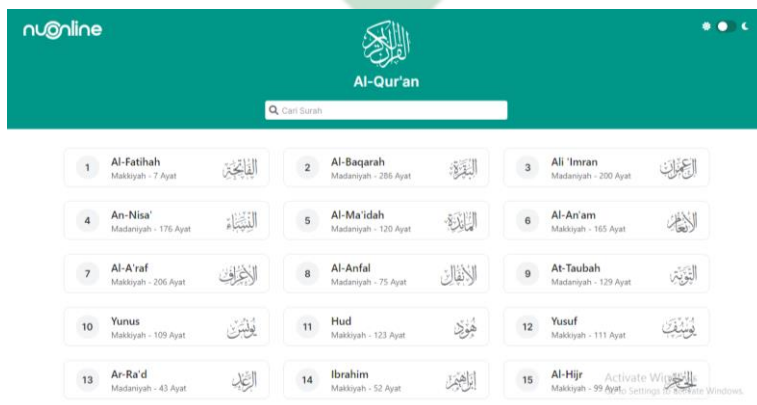 nuonline
القرآن الكريم
Al-Qur'an
Cari Surah
1 Al-Fatihah الفاتحة
Makkiyah - 7 Ayat
2 Al-Baqarah البقرة
Madaniyah - 286 Ayat
3 Ali 'Imran آل عمران
Madaniyah - 200 Ayat
4 An-Nisa' النساء
Madaniyah - 176 Ayat
5 Al-Ma'idah المائدة
Madaniyah - 120 Ayat
6 Al-An'am الأنعام
Makkiyah - 165 Ayat
7 Al-A'raf الأعراف
Makkiyah - 206 Ayat
8 Al-Anfal الأنفال
Madaniyah - 75 Ayat
9 At-Taubah التوبة
Madaniyah - 129 Ayat
10 Yunus يونس
Makkiyah - 109 Ayat
11 Hud هود
Makkiyah - 123 Ayat
12 Yusuf يوسف
Makkiyah - 111 Ayat
13 Ar-Ra'd الرعد
Madaniyah - 43 Ayat
14 Ibrahim إبراهيم
Makkiyah - 52 Ayat
15 Al-Hijr الحجر
Makkiyah - 99 Ayat
Activate Windows
Go to Settings to activate Windows.